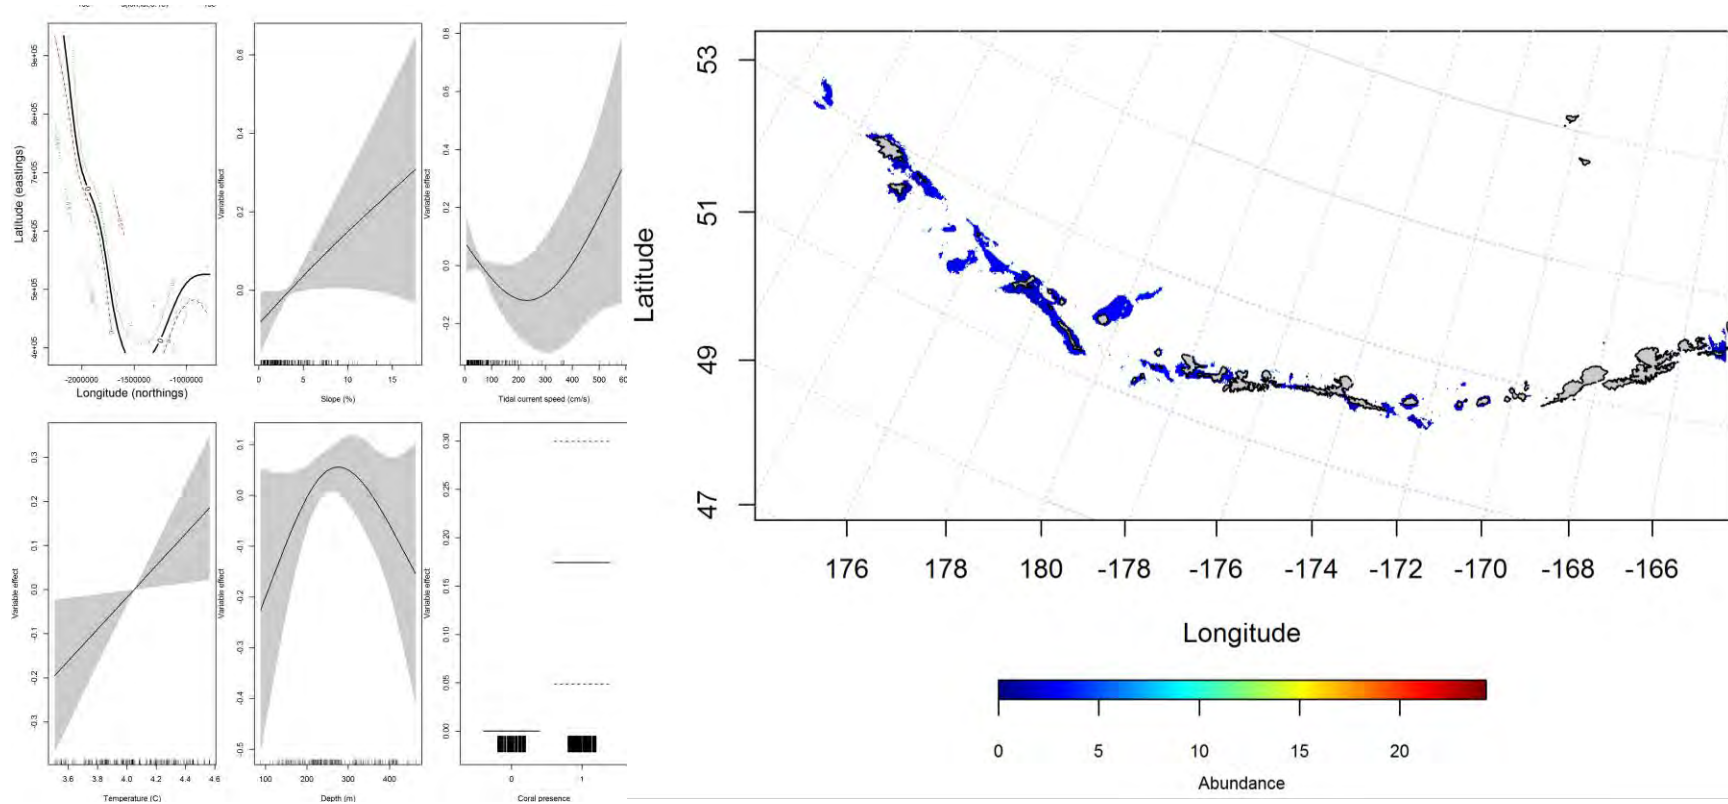 9e+05
8e+05
7e+05
6e+05
5e+05
4e+05
Latitude (eastings)
-2000000 -1500000 -1000000
Longitude (northings)
0.6
0.4
0.2
0.0
Variable effect
0 5 10 15
Slope (%)
0.8
0.6
0.4
0.2
0.0
-0.2
Variable effect
0 100 200 300 400 500
Tidal current speed (cm/s)
0.3
0.2
0.1
0.0
-0.1
-0.2
-0.3
Variable effect
3.6 3.8 4.0 4.2 4.4 4.6
Temperature (C)
0.1
0.0
-0.1
-0.2
-0.3
-0.4
-0.5
Variable effect
100 200 300 400
Depth (m)
0.30
0.25
0.20
0.15
0.10
0.05
0.00
Variable effect
0 1
Coral presence
53
51
49
47
Latitude
176 178 180 -178 -176 -174 -172 -170 -168 -166
Longitude
0 5 10 15 20
Abundance